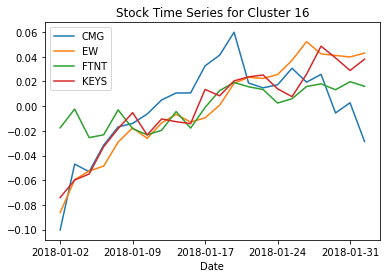 Stock Time Series for Cluster 16
CMG
EW
FTNT
KEYS
0.06
0.04
0.02
0.00
−0.02
−0.04
−0.06
−0.08
−0.10
2018-01-02 2018-01-09 2018-01-17 2018-01-24 2018-01-31
Date